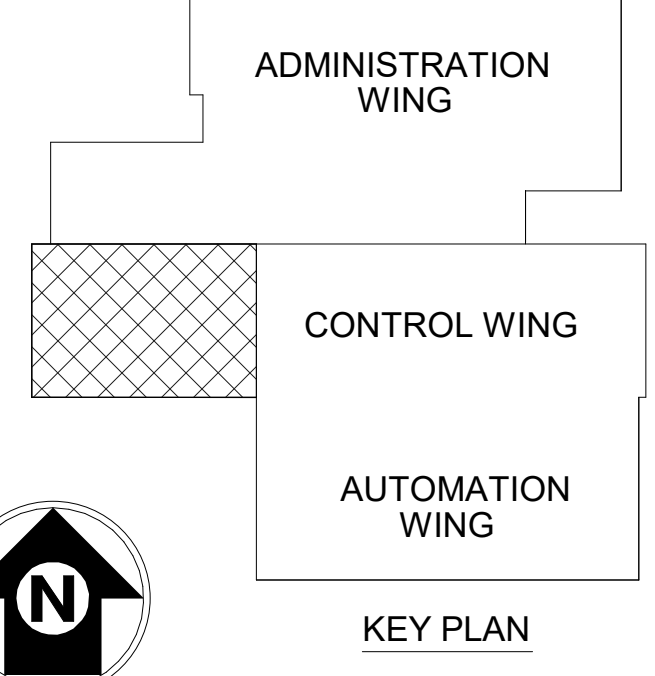 ADMINISTRATION
WING
CONTROL WING
AUTOMATION
WING
N
KEY PLAN